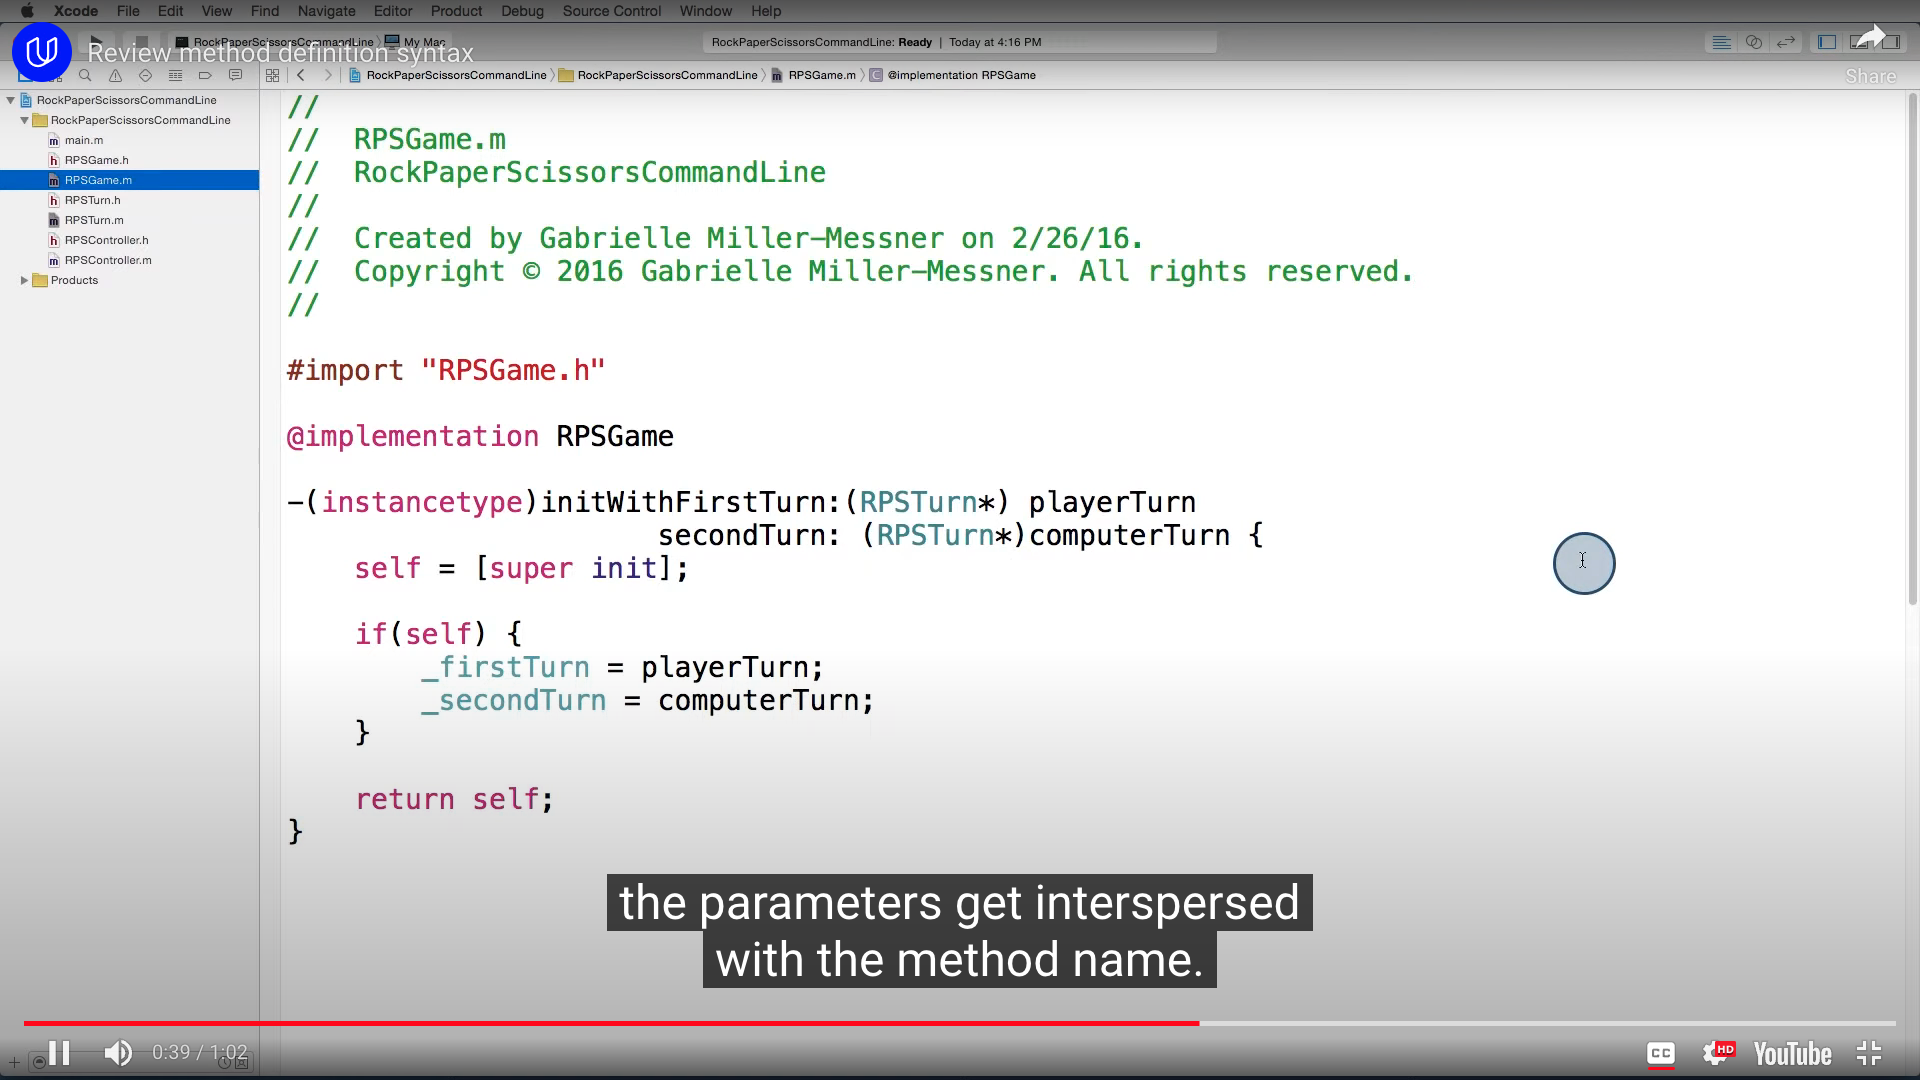 Xcode File Edit View Find Navigate Editor Product Debug Source Control Window Help
RockPaperScissorsCommandLine My Mac
RockPaperScissorsCommandLine: Ready | Today at 4:16 PM
Review method definition syntax
Share
RockPaperScissorsCommandLine RockPaperScissorsCommandLine RPSGame.m @implementation RPSGame
RockPaperScissorsCommandLine
RockPaperScissorsCommandLine
main.m
RPSGame.h
RPSGame.m
RPSTurn.h
RPSTurn.m
RPSController.h
RPSController.m
Products
//
// RPSGame.m
// RockPaperScissorsCommandLine
//
// Created by Gabrielle Miller-Messner on 2/26/16.
// Copyright © 2016 Gabrielle Miller-Messner. All rights reserved.
//
#import "RPSGame.h"
@implementation RPSGame
-(instancetype)initWithFirstTurn:(RPSTurn*) playerTurn
secondTurn: (RPSTurn*)computerTurn {
self = [super init];
if(self) {
_firstTurn = playerTurn;
_secondTurn = computerTurn;
}
return self;
}
the parameters get interspersed
with the method name.
0:39 / 1:02
CC HD YouTube